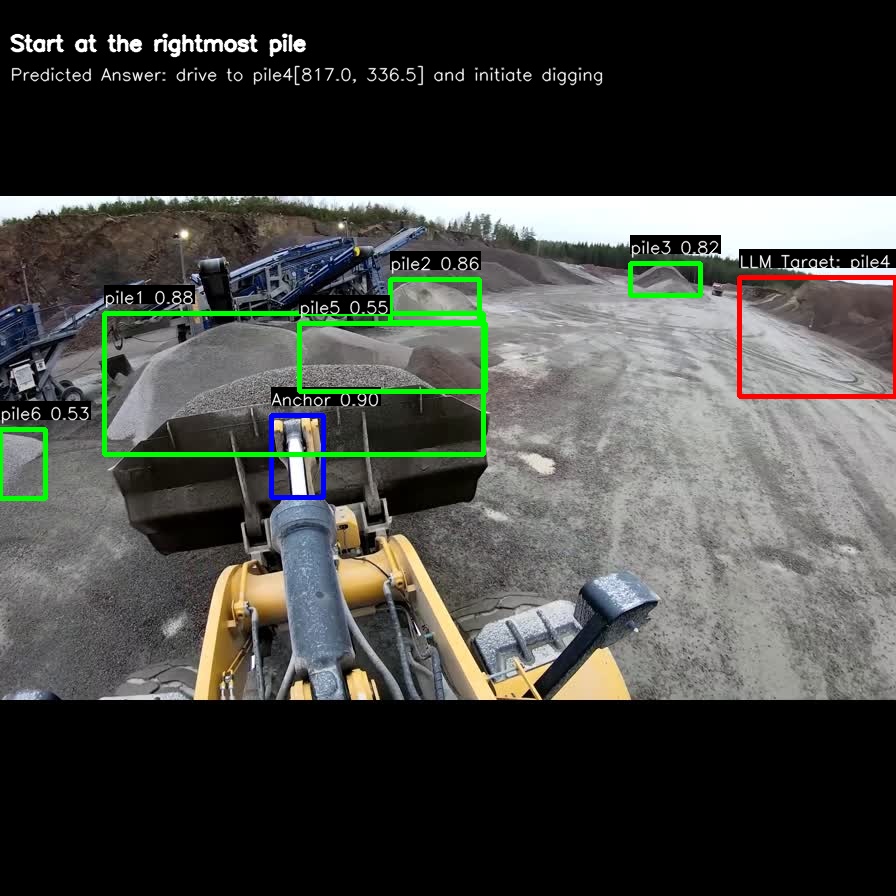 Start at the rightmost pile
Predicted Answer: drive to pile4[817.0, 336.5] and initiate digging
pile3 0.82
LLM Target: pile4
pile2 0.86
pile1 0.88
pile5 0.55
Anchor 0.90
pile6 0.53